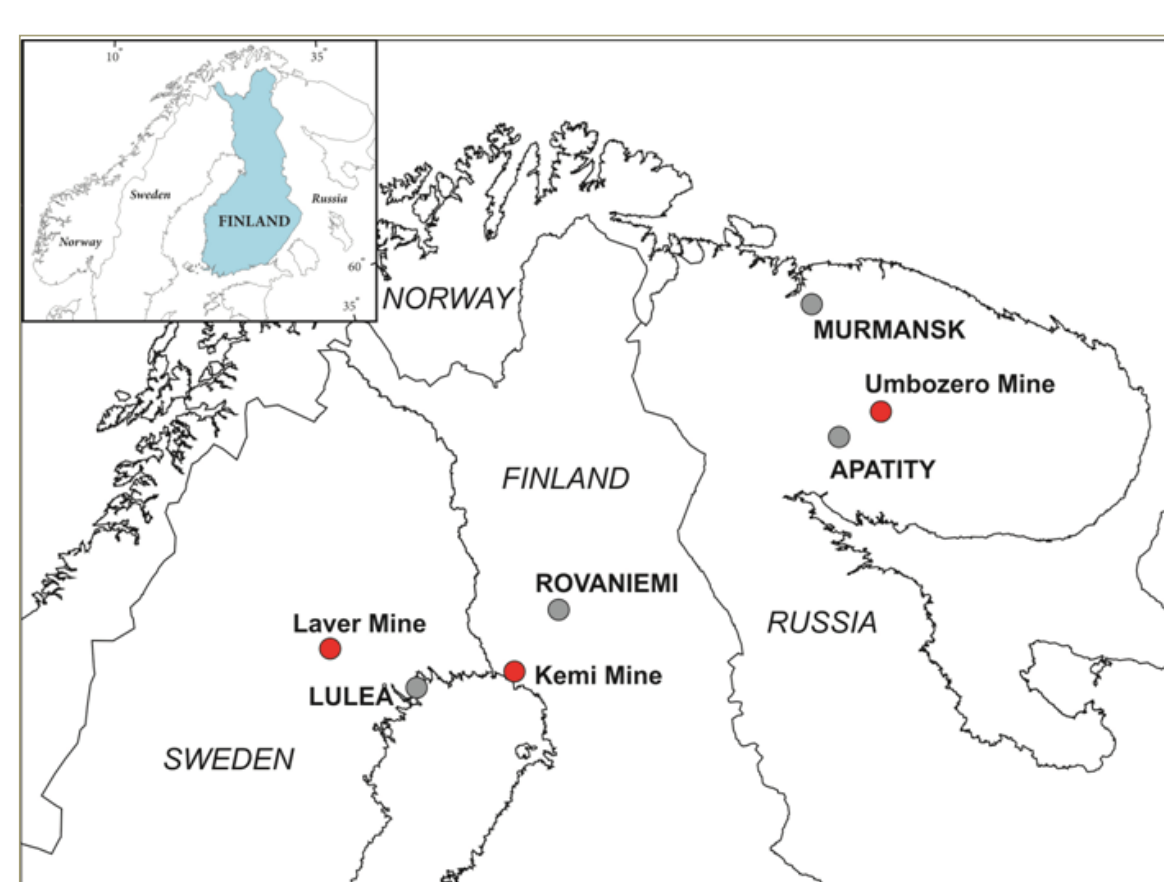 10°
35°
Sweden
Russia
FINLAND
Norway
60°
35°
NORWAY
MURMANSK
Umbozero Mine
FINLAND
APATITY
ROVANIEMI
Laver Mine
RUSSIA
Kemi Mine
LULEÅ
SWEDEN